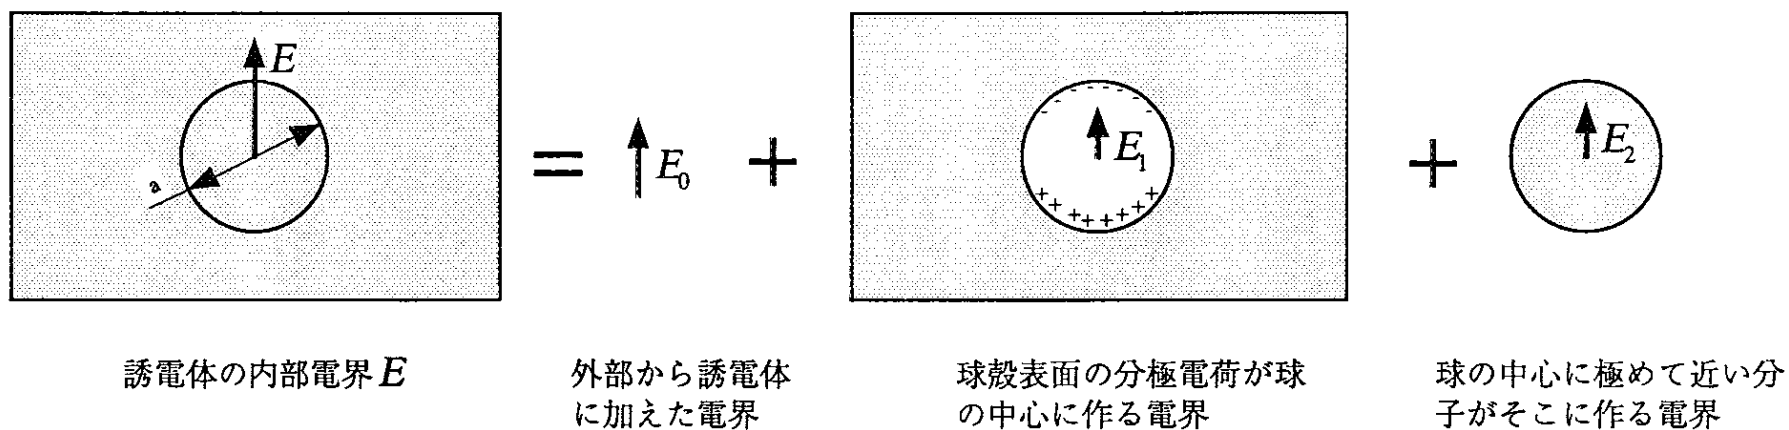 E
a
=
E₀
+
E₁
+
E₂
誘電体の内部電界 E
外部から誘電体
に加えた電界
球殻表面の分極電荷が球
の中心に作る電界
球の中心に極めて近い分
子がそこに作る電界